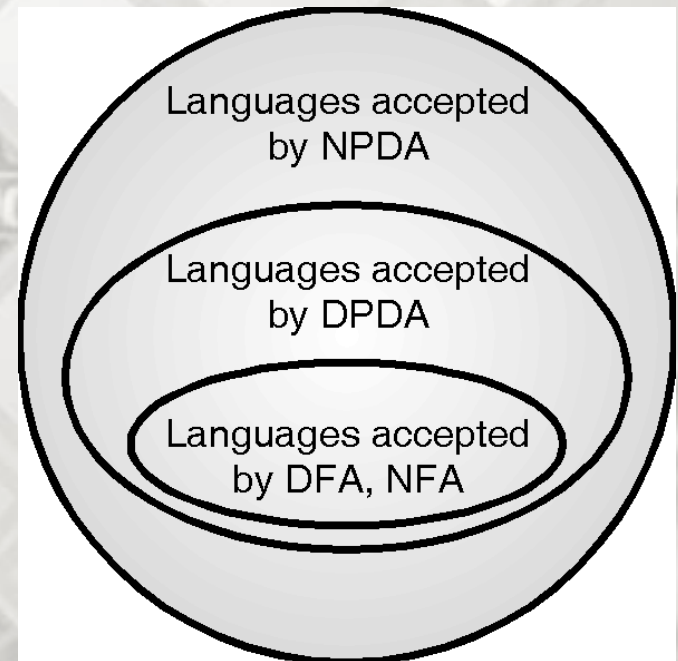 Languages accepted
by NPDA
Languages accepted
by DPDA
Languages accepted
by DFA, NFA